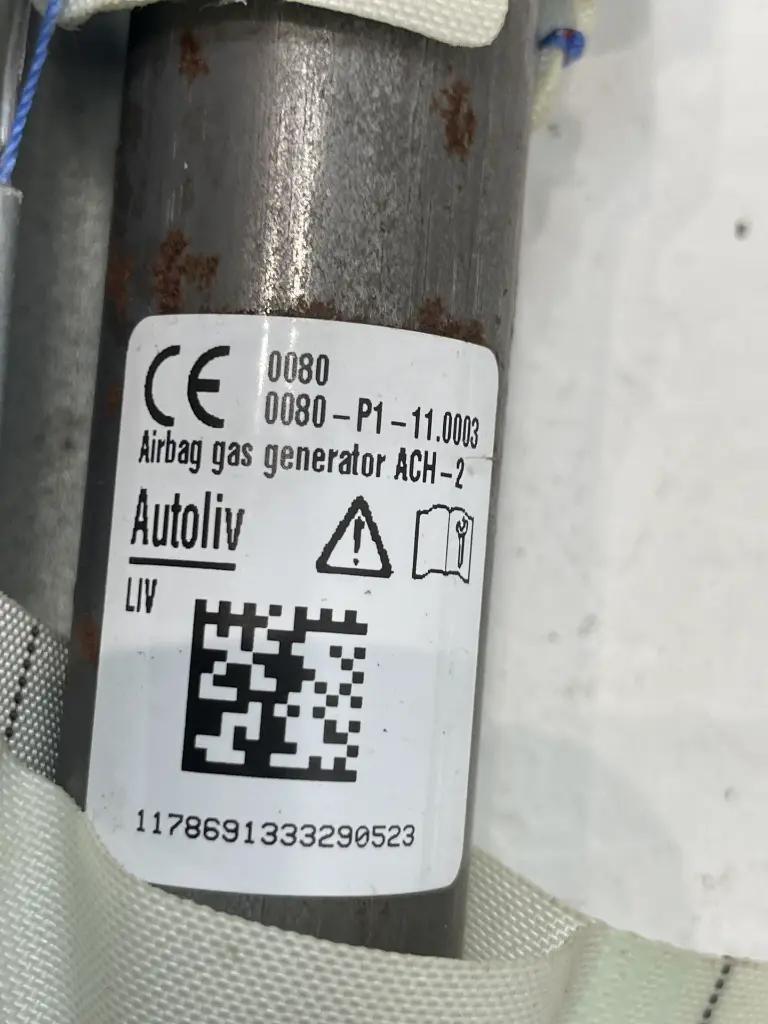 CE 0080
0080-P1-11.0003
Airbag gas generator ACH-2
Autoliv
LIV
1178691333290523